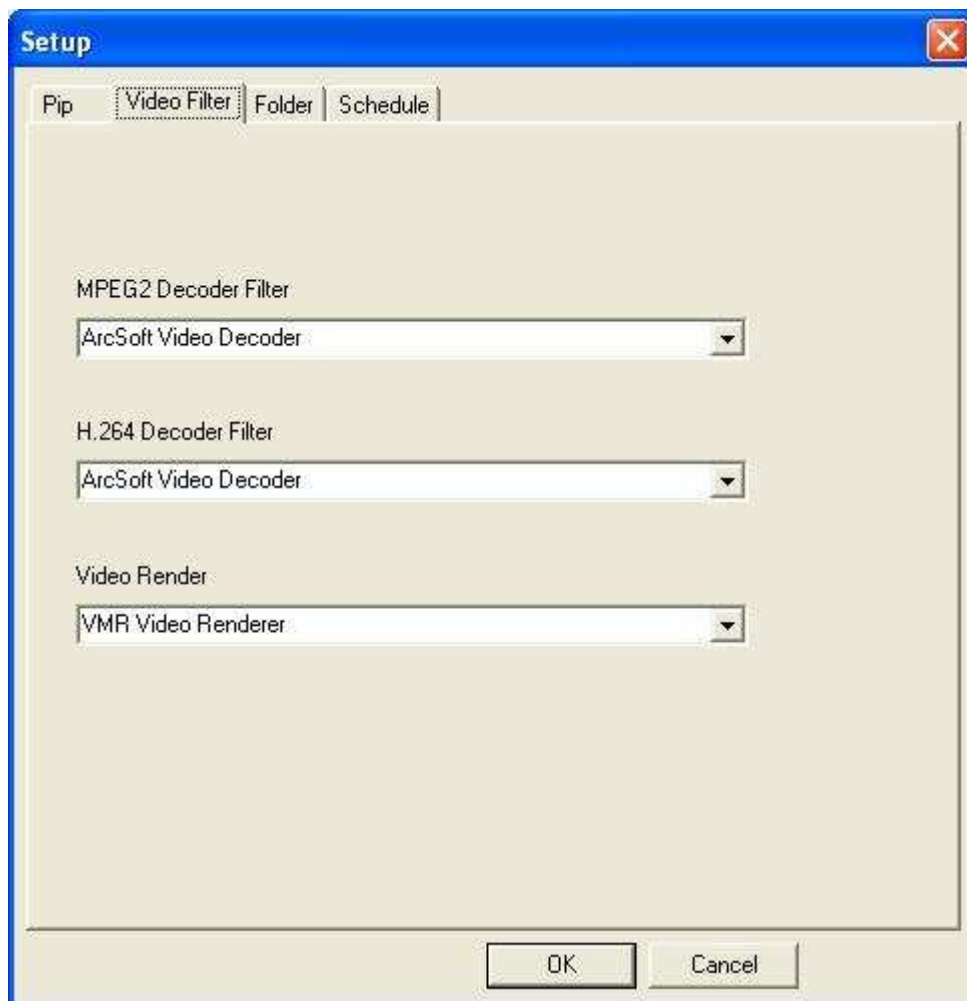 Setup
Pip Video Filter Folder Schedule
MPEG2 Decoder Filter
ArcSoft Video Decoder
H.264 Decoder Filter
ArcSoft Video Decoder
Video Render
VMR Video Renderer
OK Cancel